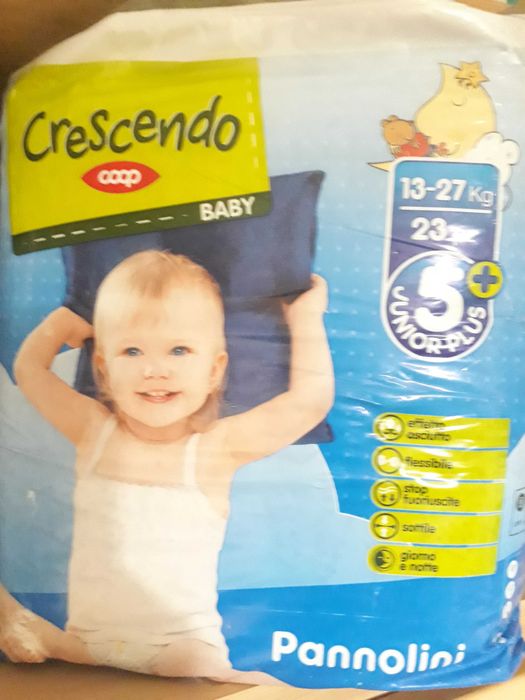 Crescendo
coop
BABY
13-27 Kg
23
5+
JUNIOR PLUS
effetto
asciutto
flessibile
stop
fuoriuscite
sottile
giorno
e notte
Pannolini